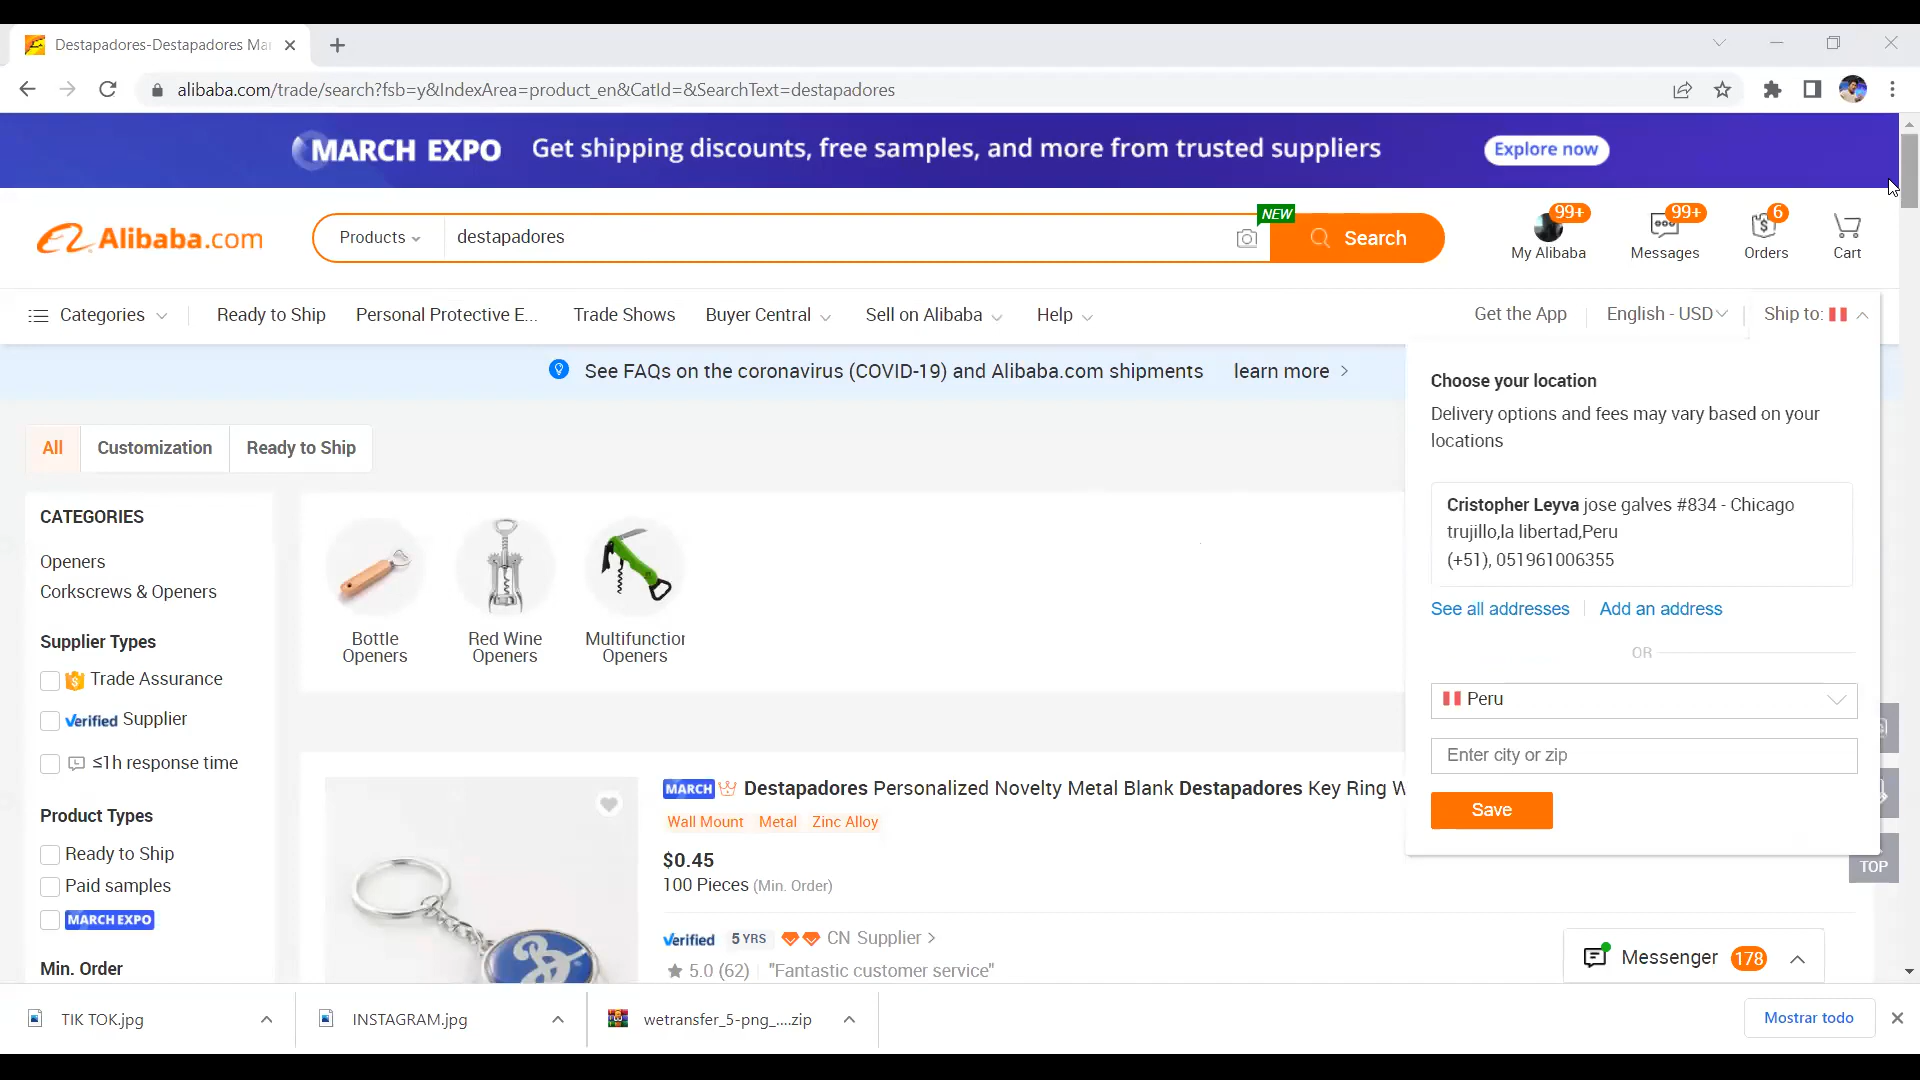 Destapadores-Destapadores Ma
alibaba.com/trade/search?fsb=y&IndexArea=product_en&CatId=&SearchText=destapadores
MARCH EXPO Get shipping discounts, free samples, and more from trusted suppliers Explore now
Alibaba.com
Products
destapadores
NEW
Search
99+
My Alibaba
99+
Messages
6
Orders
Cart
Categories
Ready to Ship
Personal Protective E...
Trade Shows
Buyer Central
Sell on Alibaba
Help
Get the App
English - USD
Ship to:
See FAQs on the coronavirus (COVID-19) and Alibaba.com shipments learn more
Choose your location
Delivery options and fees may vary based on your
locations
Cristopher Leyva jose galves #834 - Chicago
trujillo,la libertad,Peru
(+51), 051961006355
See all addresses
Add an address
OR
Peru
Enter city or zip
Save
All
Customization
Ready to Ship
CATEGORIES
Openers
Corkscrews & Openers
Supplier Types
Trade Assurance
Verified Supplier
≤1h response time
Product Types
Ready to Ship
Paid samples
MARCH EXPO
Min. Order
Bottle
Openers
Red Wine
Openers
Multifunction
Openers
MARCH Destapadores Personalized Novelty Metal Blank Destapadores Key Ring W
Wall Mount Metal Zinc Alloy
$0.45
100 Pieces (Min. Order)
Verified 5 YRS CN Supplier
5.0 (62) "Fantastic customer service"
TOP
Messenger 178
TIK TOK.jpg
INSTAGRAM.jpg
wetransfer_5-png_....zip
Mostrar todo